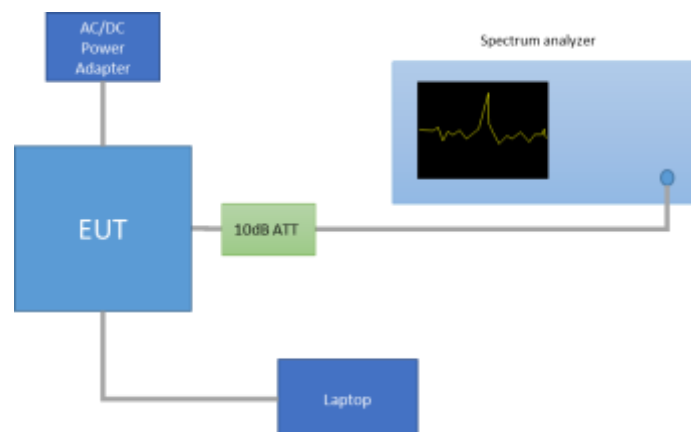 AC/DC
Power
Adapter
Spectrum analyzer
EUT
10dB ATT
Laptop